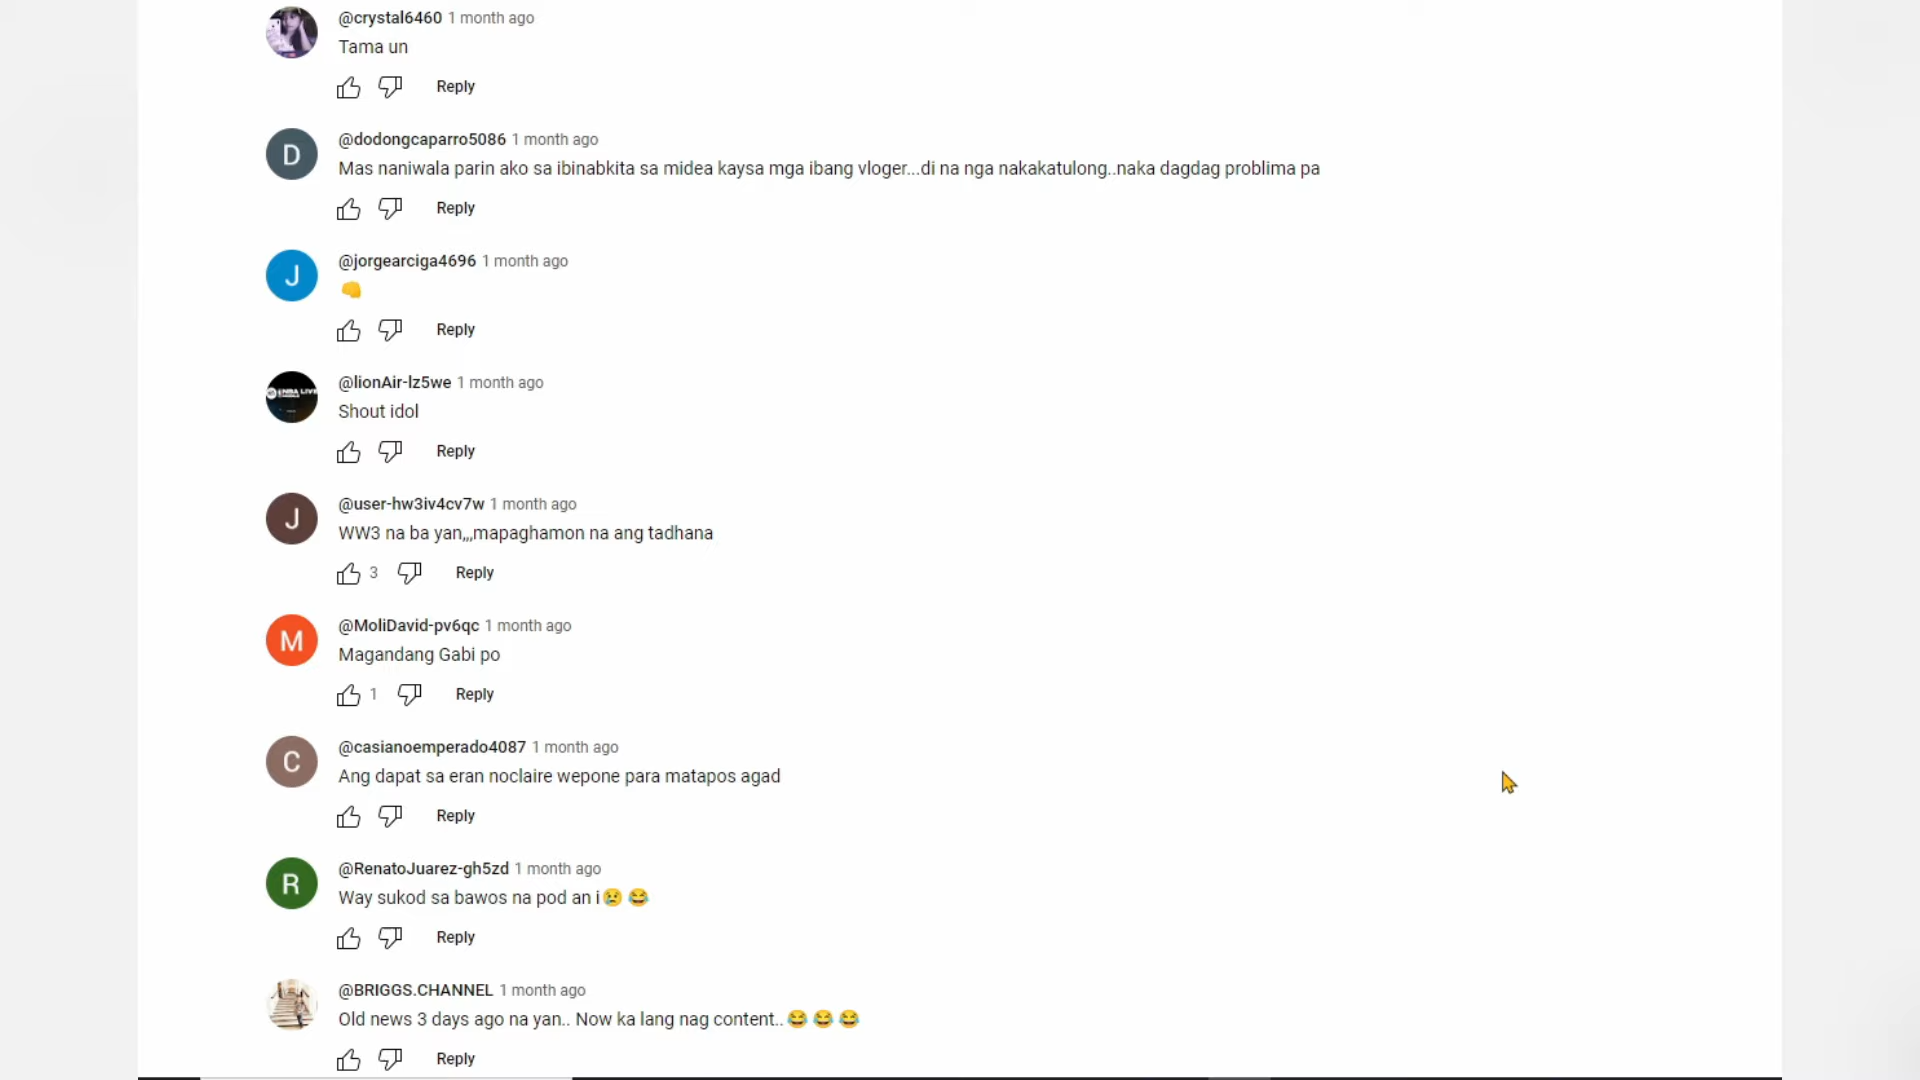 @crystal6460 1 month ago
Tama un
Reply
D
@dodongcaparro5086 1 month ago
Mas naniwala parin ako sa ibinabkita sa midea kaysa mga ibang vloger...di na nga nakakatulong..naka dagdag problima pa
Reply
J
@jorgearciga4696 1 month ago
👊
Reply
@lionAir-lz5we 1 month ago
Shout idol
Reply
J
@user-hw3iv4cv7w 1 month ago
WW3 na ba yan,,,mapaghamon na ang tadhana
3 Reply
M
@MoliDavid-pv6qc 1 month ago
Magandang Gabi po
1 Reply
C
@casianoemperado4087 1 month ago
Ang dapat sa eran noclaire wepone para matapos agad
Reply
R
@RenatoJuarez-gh5zd 1 month ago
Way sukod sa bawos na pod an i😢😂
Reply
@BRIGGS.CHANNEL 1 month ago
Old news 3 days ago na yan.. Now ka lang nag content..😂😂😂
Reply